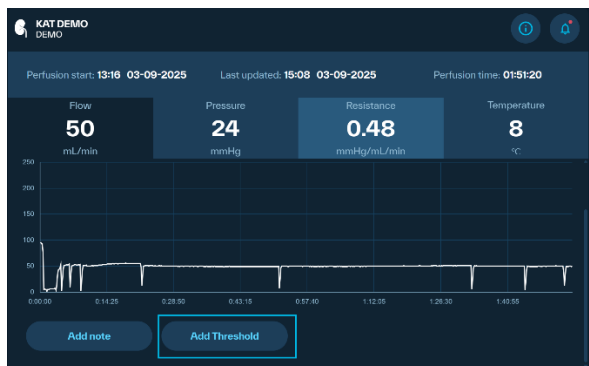 KAT DEMO
DEMO
Perfusion start: 13:16 03-09-2025 Last updated: 15:08 03-09-2025 Perfusion time: 01:51:20
Flow Pressure Resistance Temperature
50 24 0.48 8
mL/min mmHg mmHg/mL/min °C
250
200
150
100
50
0
0:00:00 0:14:25 0:28:50 0:43:15 0:57:40 1:12:05 1:26:30 1:40:55
Add note Add Threshold